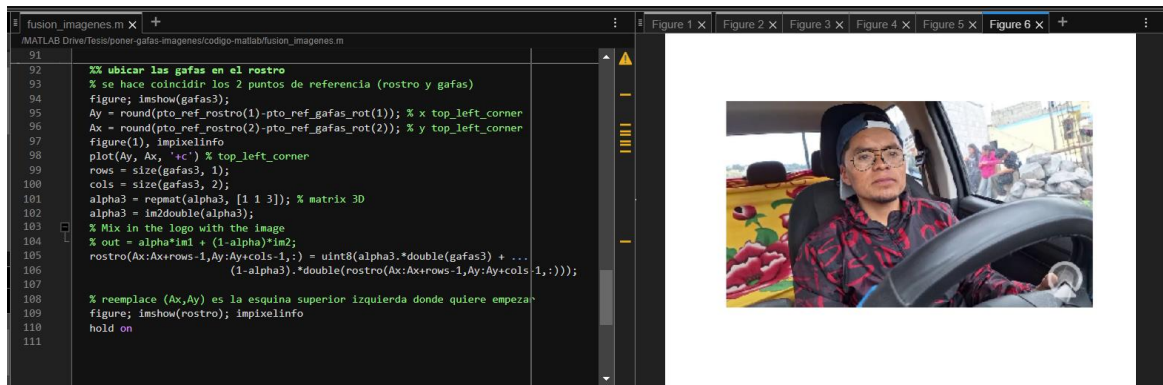 fusion_imagenes.m × +
/MATLAB Drive/Tesis/poner-gafas-imagenes/codigo-matlab/fusion_imagenes.m
Figure 1 × Figure 2 × Figure 3 × Figure 4 × Figure 5 × Figure 6 × +
91
92 %% ubicar las gafas en el rostro
93 % se hace coincidir los 2 puntos de referencia (rostro y gafas)
94 figure; imshow(gafas3);
95 Ay = round(pto_ref_rostro(1)-pto_ref_gafas_rot(1)); % x top_left_corner
96 Ax = round(pto_ref_rostro(2)-pto_ref_gafas_rot(2)); % y top_left_corner
97 figure(1), impixelinfo
98 plot(Ay, Ax, '+c') % top_left_corner
99 rows = size(gafas3, 1);
100 cols = size(gafas3, 2);
101 alpha3 = repmat(alpha3, [1 1 3]); % matrix 3D
102 alpha3 = im2double(alpha3);
103 % Mix in the logo with the image
104 % out = alpha*im1 + (1-alpha)*im2;
105 rostro(Ax:Ax+rows-1,Ay:Ay+cols-1,:) = uint8(alpha3.*double(gafas3) + ...
106 (1-alpha3).*double(rostro(Ax:Ax+rows-1,Ay:Ay+cols-1,:)));
107
108 % reemplace (Ax,Ay) es la esquina superior izquierda donde quiere empezar
109 figure; imshow(rostro); impixelinfo
110 hold on
111